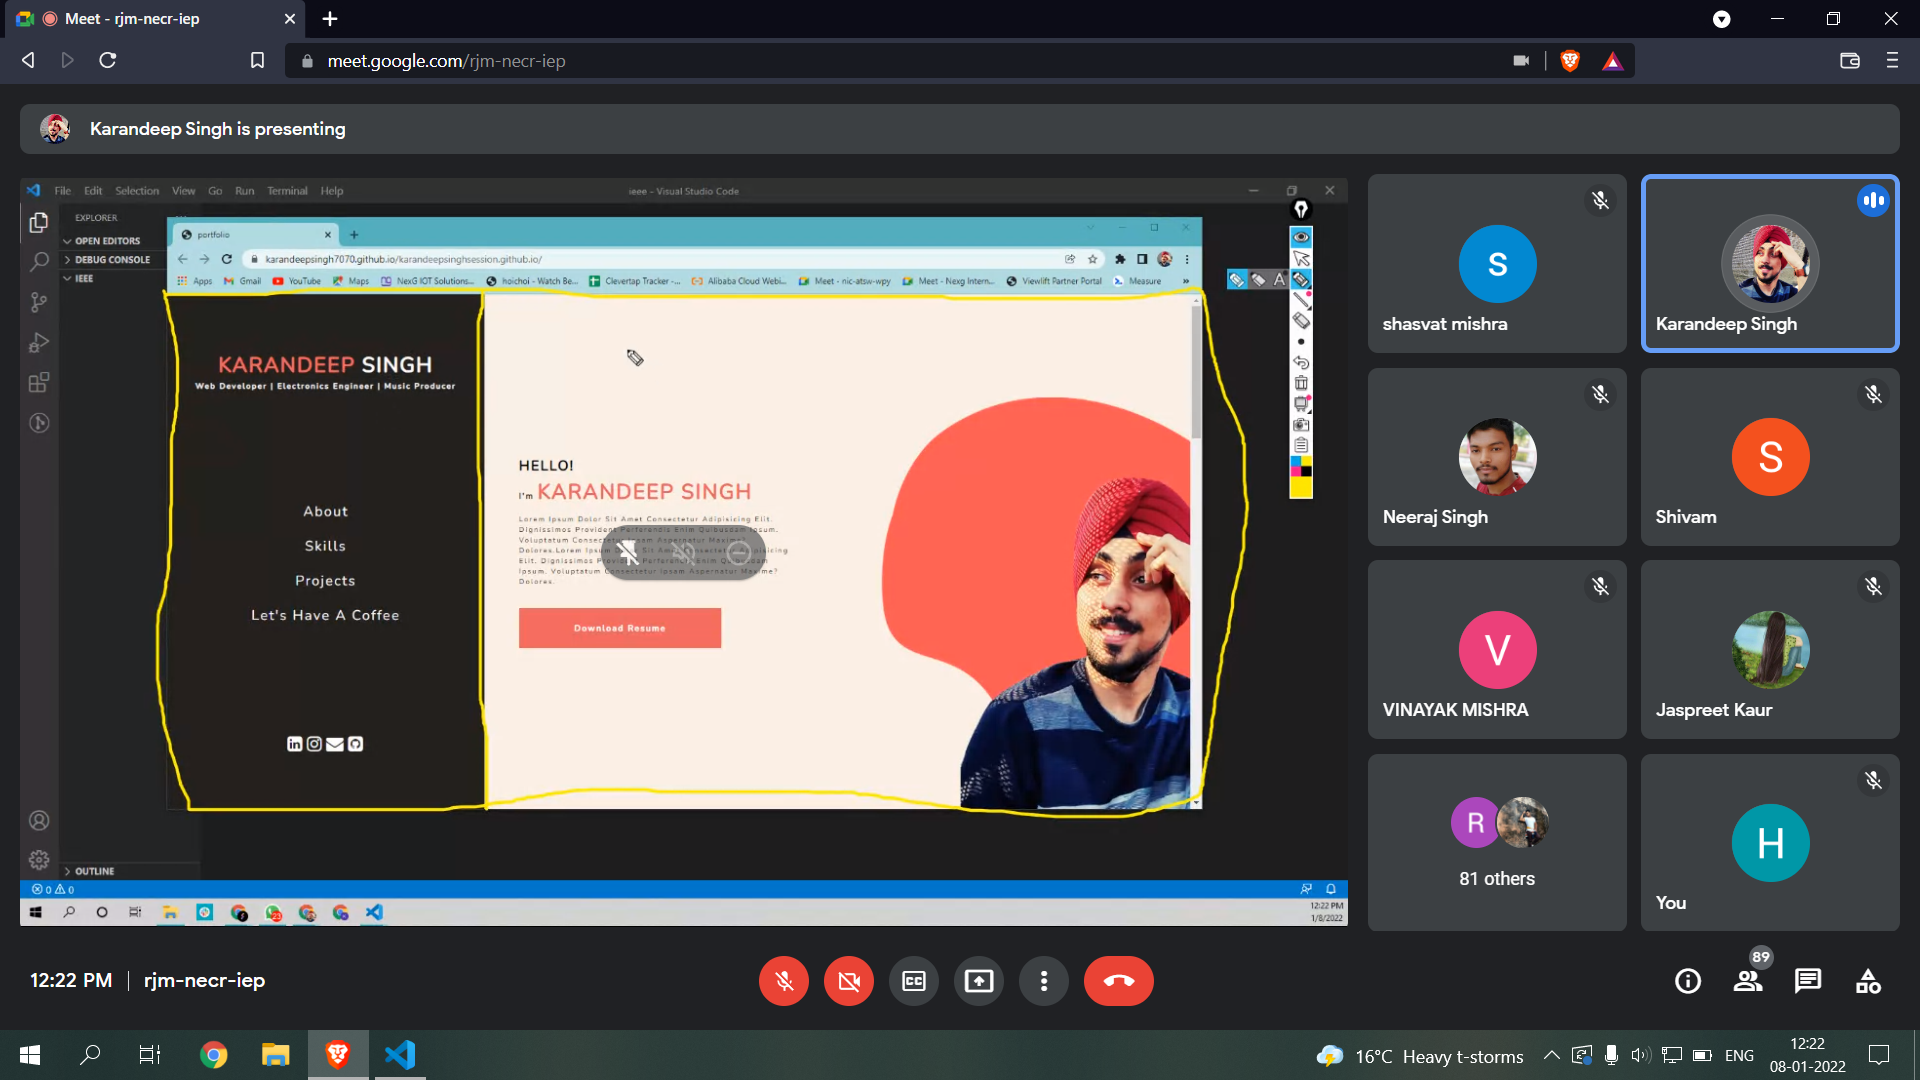 Meet - rjm-necr-iep
meet.google.com/rjm-necr-iep
Karandeep Singh is presenting
File Edit Selection View Go Run Terminal Help
ieee - Visual Studio Code
EXPLORER
OPEN EDITORS
DEBUG CONSOLE
IEEE
portfolio
karandeepsingh7070.github.io/karandeepsinghsession.github.io/
Apps Gmail YouTube Maps NexG IOT Solutions... hoichoi - Watch Be... Clevertap Tracker -... Alibaba Cloud Webi... Meet - nic-atsw-wpy Meet - Nexg Intern... Viewlift Partner Portal Measure »
A
KARANDEEP SINGH
Web Developer | Electronics Engineer | Music Producer
About
Skills
Projects
Let's Have A Coffee
HELLO!
I'm KARANDEEP SINGH
Lorem Ipsum Dolor Sit Amet Consectetur Adipisicing Elit.
Dignissimos Provident Perferendis Enim Quibusdam Ipsum.
Voluptatum Consectetur Ipsam Aspernatur Maxime?
Dolores.Lorem Ipsum Dolor Sit Amet Consectetur Adipisicing
Elit. Dignissimos Provident Perferendis Enim Quibusdam
Ipsum. Voluptatum Consectetur Ipsam Aspernatur Maxime?
Dolores.
Download Resume
OUTLINE
0 0
12:22 PM
1/8/2022
S
shasvat mishra
Karandeep Singh
Neeraj Singh
S
Shivam
V
VINAYAK MISHRA
Jaspreet Kaur
R
81 others
H
You
12:22 PM | rjm-necr-iep
CC
89
16°C Heavy t-storms
ENG
12:22
08-01-2022